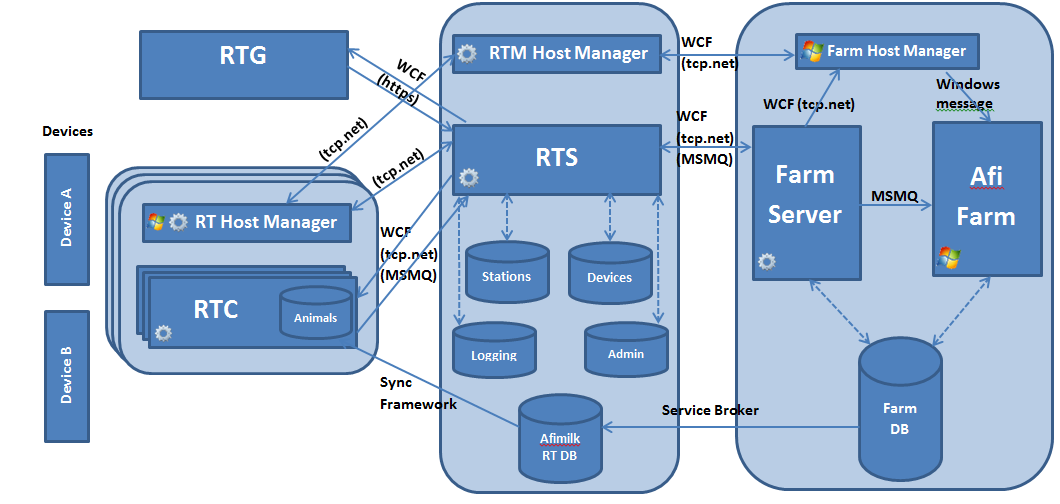 RTG
Devices
Device A
Device B
RT Host Manager
RTC
Animals
WCF
(https)
(tcp.net)
(tcp.net)
WCF
(tcp.net)
(MSMQ)
Sync
Framework
RTM Host Manager
RTS
Stations
Devices
Logging
Admin
Afimilk
RT DB
WCF
(tcp.net)
WCF
(tcp.net)
(MSMQ)
Service Broker
Farm Host Manager
WCF (tcp.net)
Windows
message
Farm
Server
MSMQ
Afi
Farm
Farm
DB